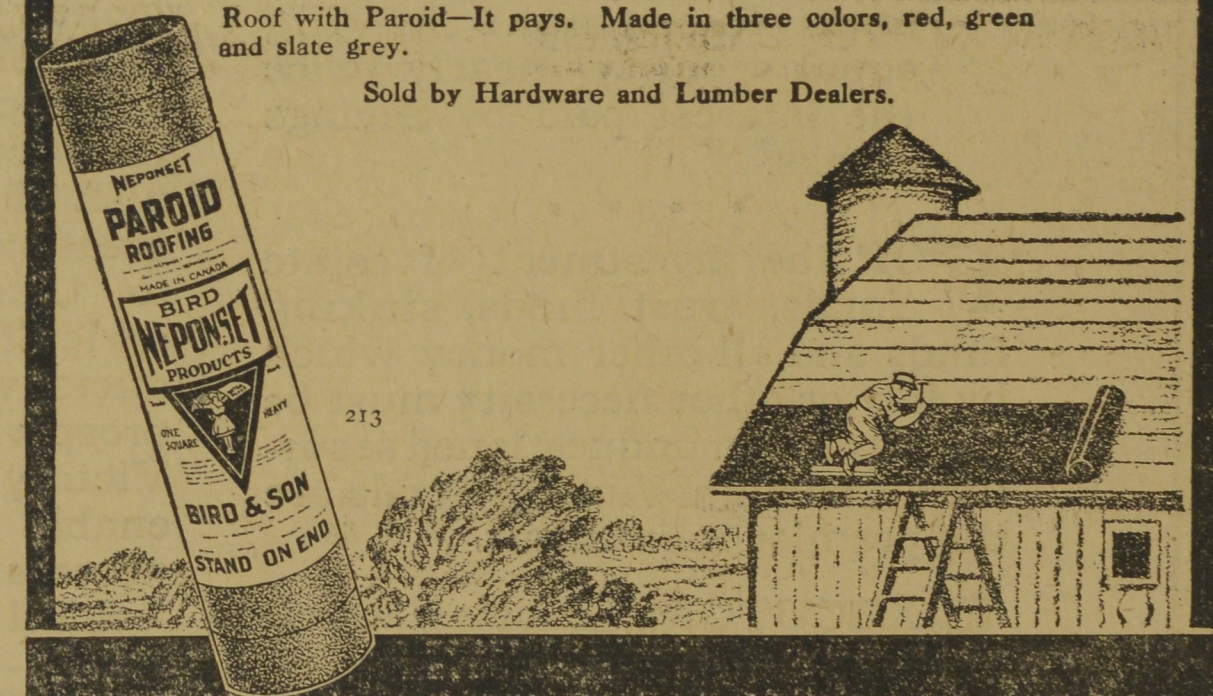 Roof with Paroid—It pays. Made in three colors, red, green
and slate grey.
Sold by Hardware and Lumber Dealers.
NEPONSET
PAROID
ROOFING
MADE IN CANADA
BIRD
NEPONSET
PRODUCTS
ONE
SQUARE
HEAVY
BIRD & SON
STAND ON END
213